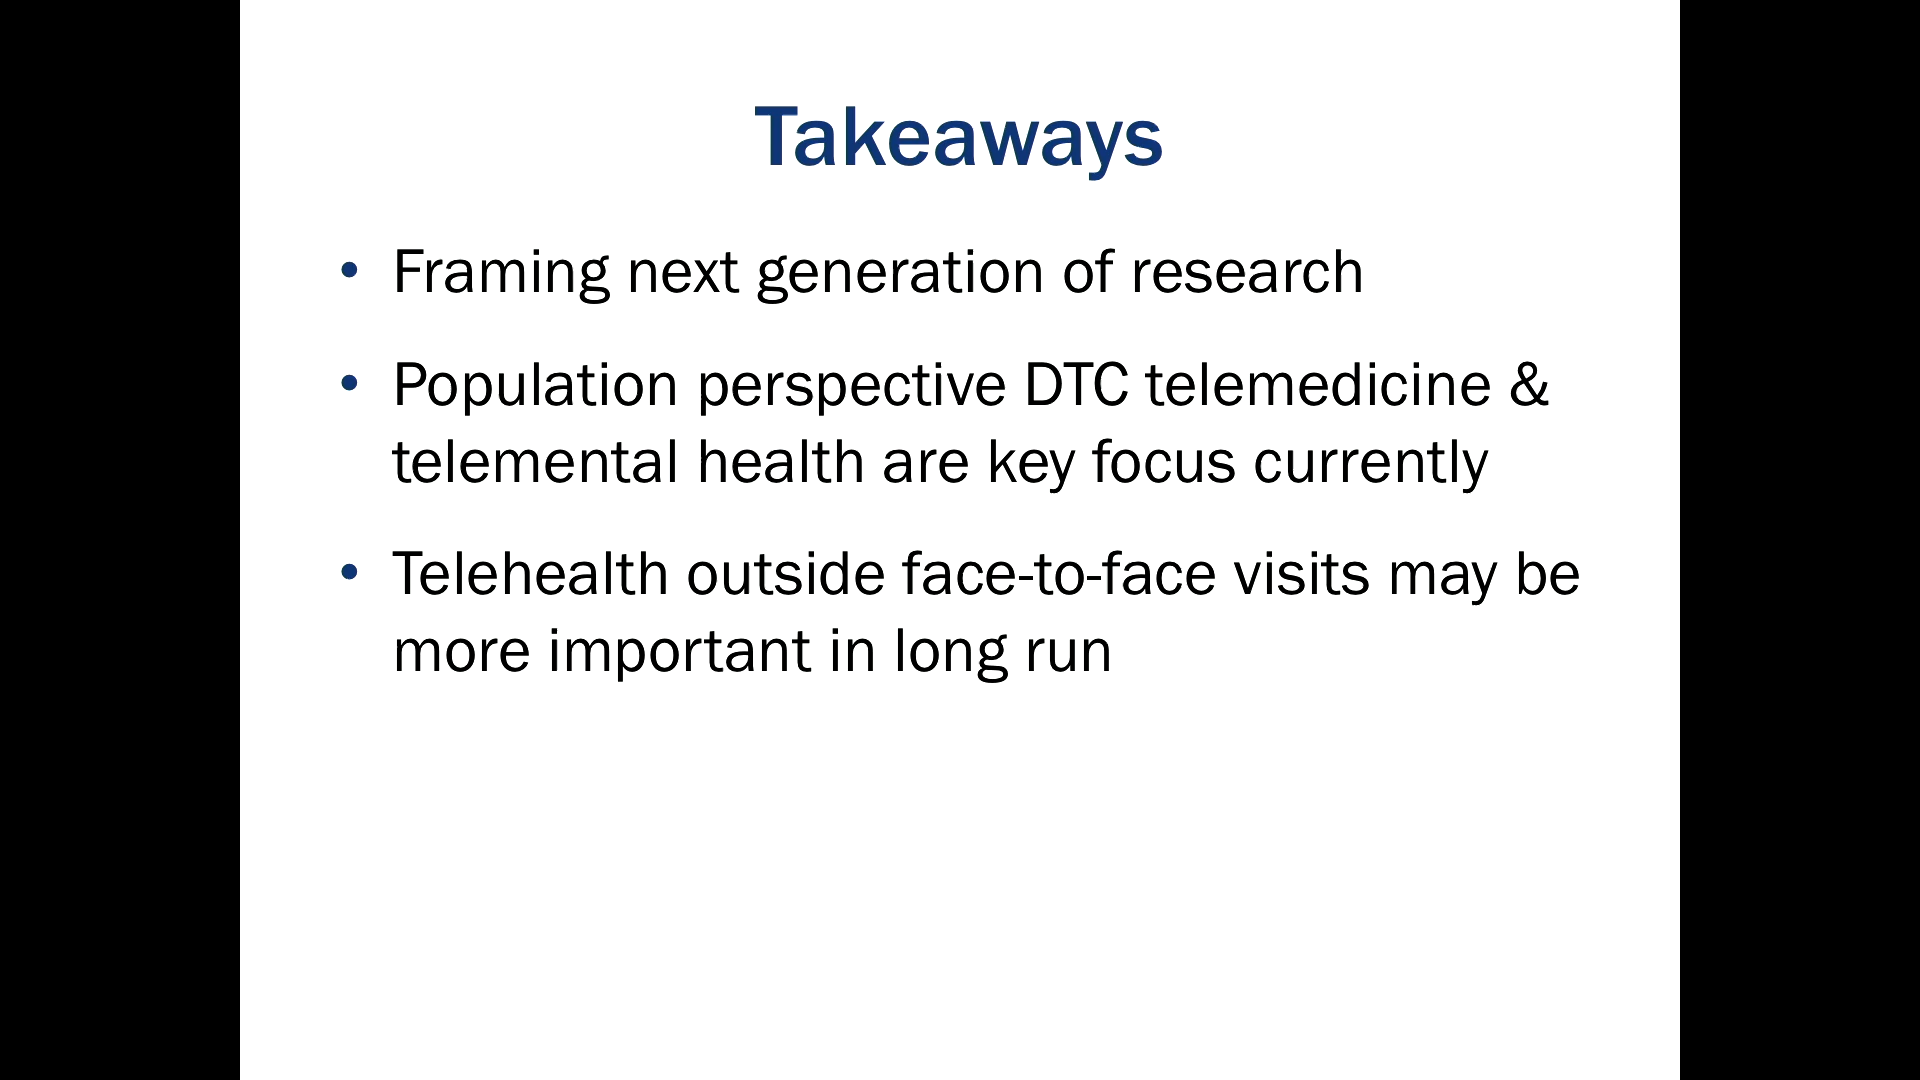 Takeaways
• Framing next generation of research
• Population perspective DTC telemedicine &
telemental health are key focus currently
• Telehealth outside face-to-face visits may be
more important in long run